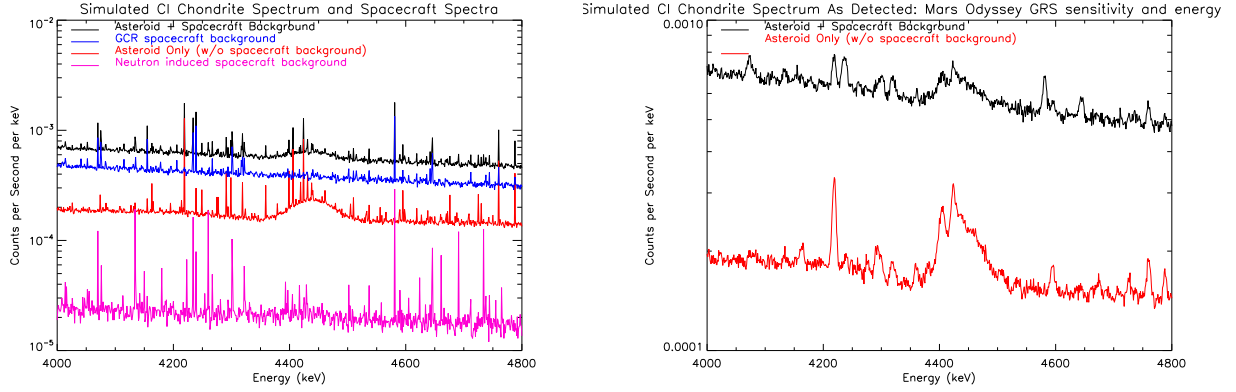 Simulated CI Chondrite Spectrum and Spacecraft Spectra
Asteroid + Spacecraft Background
GCR spacecraft background
Asteroid Only (w/o spacecraft background)
Neutron induced spacecraft background
Counts per Second per keV
10-2
10-3
10-4
10-5
4000 4200 4400 4600 4800
Energy (keV)
Simulated CI Chondrite Spectrum As Detected: Mars Odyssey GRS sensitivity and energy
Asteroid + Spacecraft Background
Asteroid Only (w/o spacecraft background)
Counts per Second per keV
0.0010
0.0001
4000 4200 4400 4600 4800
Energy (keV)